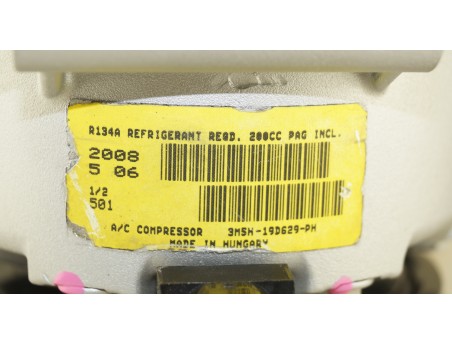 R134A REFRIGERANT REQD. 200CC PAG INCL.
2008
5 06
1/2
501
A/C COMPRESSOR 3M5H-19D629-PH
MADE IN HUNGARY